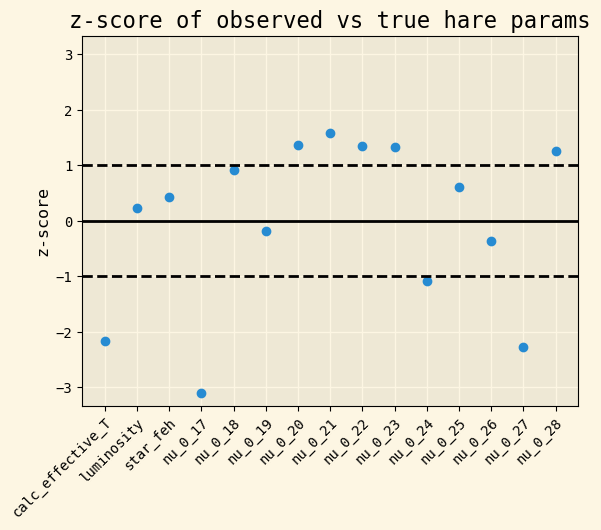 z-score of observed vs true hare params
z-score
3
2
1
0
−1
−2
−3
calc_effective_T
luminosity
star_feh
nu_0_17
nu_0_18
nu_0_19
nu_0_20
nu_0_21
nu_0_22
nu_0_23
nu_0_24
nu_0_25
nu_0_26
nu_0_27
nu_0_28